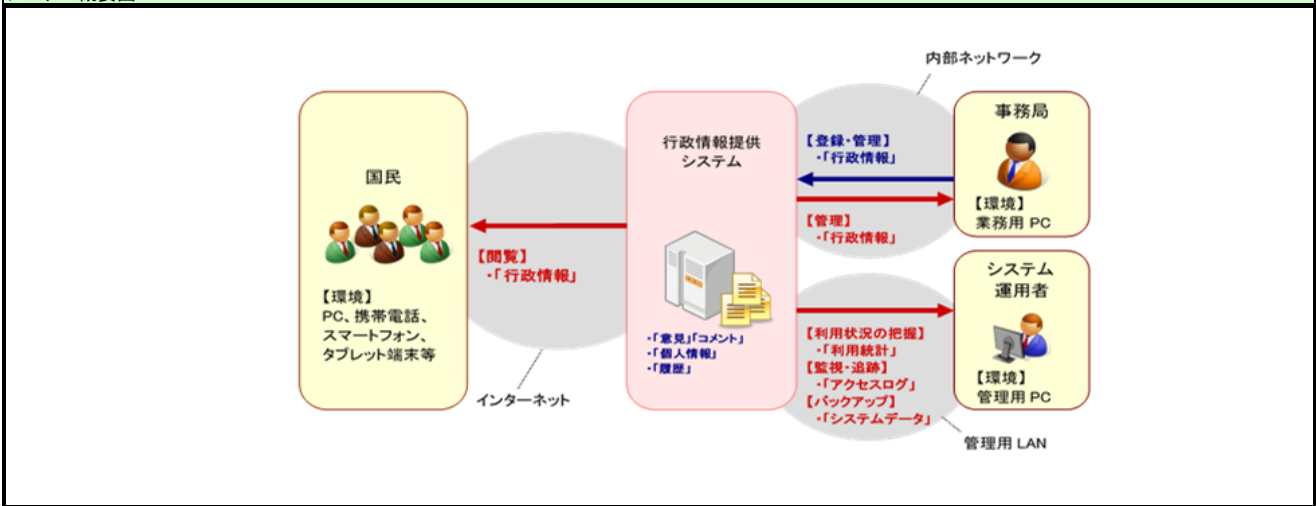 国民
【環境】
PC、携帯電話、
スマートフォン、
タブレット端末等
【閲覧】
・「行政情報」
インターネット
行政情報提供
システム
・「意見」「コメント」
・「個人情報」
・「履歴」
内部ネットワーク
【登録・管理】
・「行政情報」
【管理】
・「行政情報」
事務局
【環境】
業務用 PC
システム
運用者
【環境】
管理用 PC
【利用状況の把握】
・「利用統計」
【監視・追跡】
・「アクセスログ」
【バックアップ】
・「システムデータ」
管理用 LAN